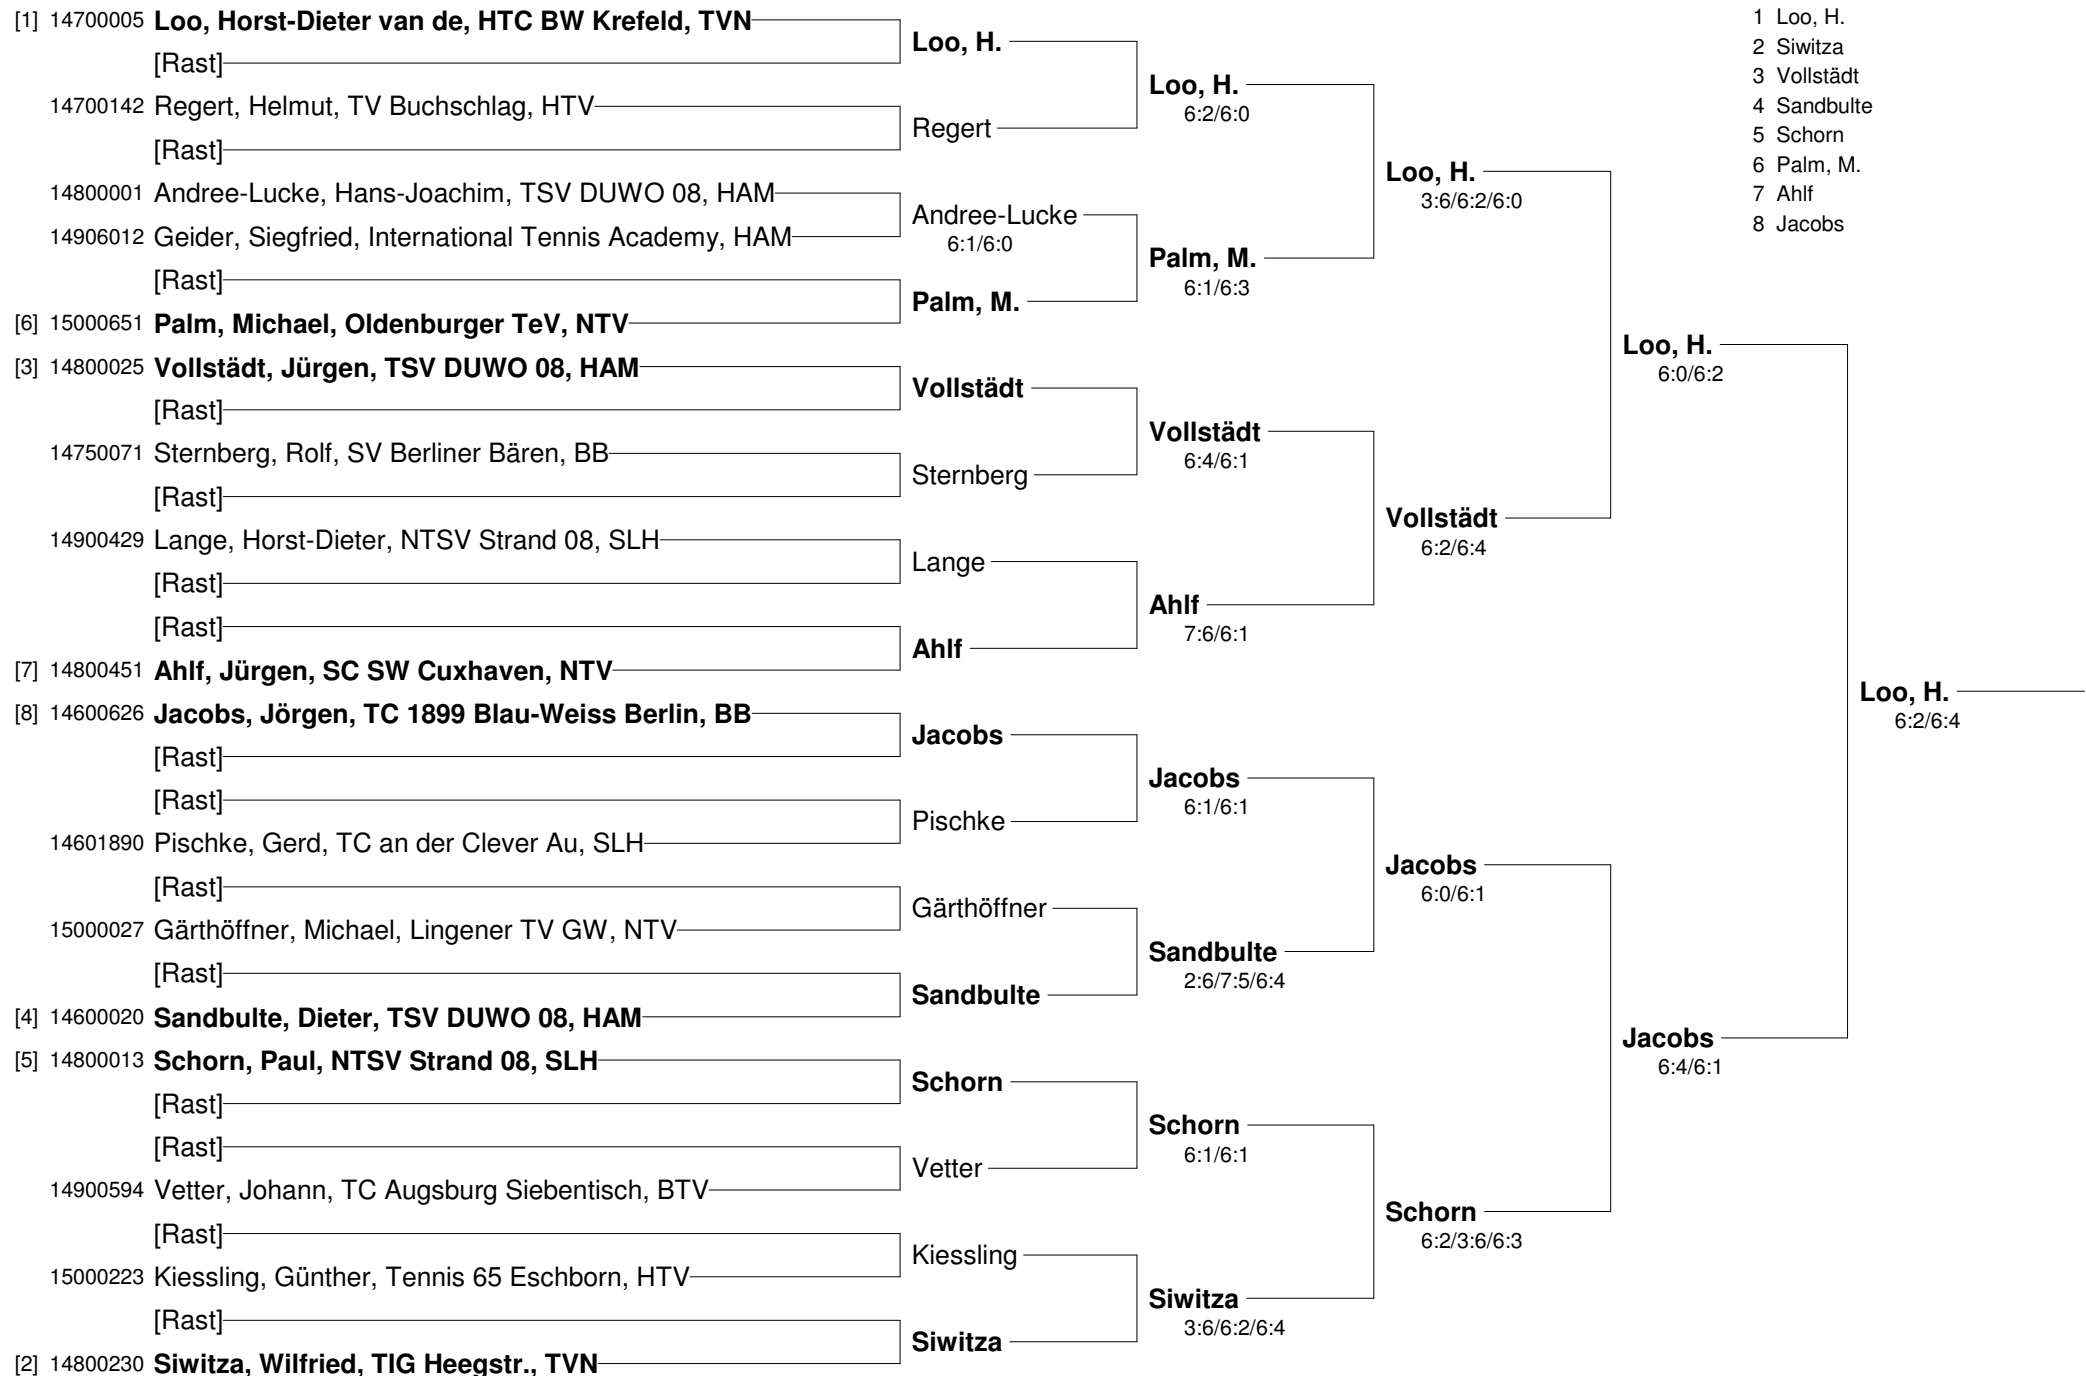 [1] 14700005 Loo, Horst-Dieter van de, HTC BW Krefeld, TVN
[Rast]
14700142 Regert, Helmut, TV Buchschlag, HTV
[Rast]
14800001 Andree-Lucke, Hans-Joachim, TSV DUWO 08, HAM
14906012 Geider, Siegfried, International Tennis Academy, HAM
[Rast]
[6] 15000651 Palm, Michael, Oldenburger TeV, NTV
[3] 14800025 Vollstädt, Jürgen, TSV DUWO 08, HAM
[Rast]
14750071 Sternberg, Rolf, SV Berliner Bären, BB
[Rast]
14900429 Lange, Horst-Dieter, NTSV Strand 08, SLH
[Rast]
[Rast]
[7] 14800451 Ahlf, Jürgen, SC SW Cuxhaven, NTV
[8] 14600626 Jacobs, Jörgen, TC 1899 Blau-Weiss Berlin, BB
[Rast]
[Rast]
14601890 Pischke, Gerd, TC an der Clever Au, SLH
[Rast]
15000027 Gärthöffner, Michael, Lingener TV GW, NTV
[Rast]
[4] 14600020 Sandbulte, Dieter, TSV DUWO 08, HAM
[5] 14800013 Schorn, Paul, NTSV Strand 08, SLH
[Rast]
[Rast]
14900594 Vetter, Johann, TC Augsburg Siebentisch, BTV
[Rast]
15000223 Kiessling, Günther, Tennis 65 Eschborn, HTV
[Rast]
[2] 14800230 Siwitza, Wilfried, TIG Heegstr., TVN
Loo, H.
Regert
Andree-Lucke
6:1/6:0
Palm, M.
Vollstädt
Sternberg
Lange
Ahlf
Jacobs
Pischke
Gärthöffner
Sandbulte
Schorn
Vetter
Kiessling
Siwitza
Loo, H.
6:2/6:0
Palm, M.
6:1/6:3
Vollstädt
6:4/6:1
Ahlf
7:6/6:1
Jacobs
6:1/6:1
Sandbulte
2:6/7:5/6:4
Schorn
6:1/6:1
Siwitza
3:6/6:2/6:4
Loo, H.
3:6/6:2/6:0
Vollstädt
6:2/6:4
Jacobs
6:0/6:1
Schorn
6:2/3:6/6:3
Loo, H.
6:0/6:2
Jacobs
6:4/6:1
Loo, H.
6:2/6:4
1 Loo, H.
2 Siwitza
3 Vollstädt
4 Sandbulte
5 Schorn
6 Palm, M.
7 Ahlf
8 Jacobs